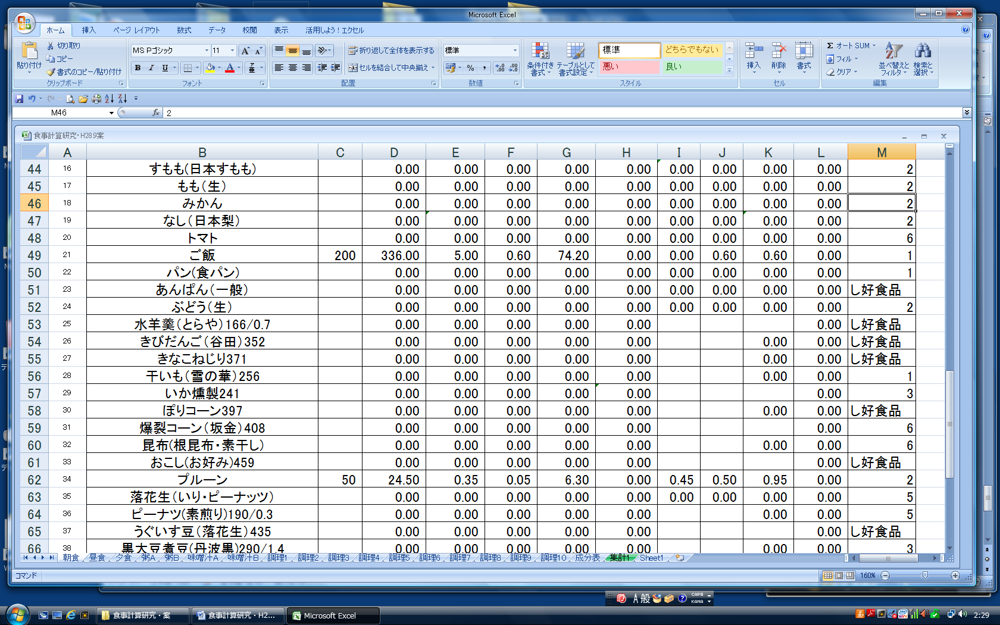 Microsoft Excel
ホーム 挿入 ページ レイアウト 数式 データ 校閲 表示 活用しよう！エクセル
貼り付け 切り取り コピー 書式のコピー/貼り付け クリップボード
MS Pゴシック 11 B I U A フォント
折り返して全体を表示する セルを結合して中央揃え 配置
標準 % , 数値
条件付き書式 テーブルとして書式設定 標準 どちらでもない 悪い 良い スタイル
挿入 削除 書式 セル
Σ オート SUM フィル クリア 並べ替えとフィルタ 検索と選択 編集
M46 fx 2
食事計算研究・H28.9案
A B C D E F G H I J K L M
44 16 すもも(日本すもも) 0.00 0.00 0.00 0.00 0.00 0.00 0.00 0.00 0.00 2
45 17 もも（生） 0.00 0.00 0.00 0.00 0.00 0.00 0.00 0.00 0.00 2
46 18 みかん 0.00 0.00 0.00 0.00 0.00 0.00 0.00 0.00 0.00 2
47 19 なし（日本梨） 0.00 0.00 0.00 0.00 0.00 0.00 0.00 0.00 0.00 2
48 20 トマト 0.00 0.00 0.00 0.00 0.00 0.00 0.00 0.00 0.00 6
49 21 ご飯 200 336.00 5.00 0.60 74.20 0.00 0.00 0.60 0.60 0.00 1
50 22 パン(食パン) 0.00 0.00 0.00 0.00 0.00 0.00 0.00 0.00 0.00 1
51 23 あんぱん（一般） 0.00 0.00 0.00 0.00 0.00 0.00 0.00 0.00 0.00 し好食品
52 24 ぶどう（生） 0.00 0.00 0.00 0.00 0.00 0.00 0.00 0.00 0.00 2
53 25 水羊羹（とらや）166/0.7 0.00 0.00 0.00 0.00 0.00 0.00 し好食品
54 26 きびだんご（谷田）352 0.00 0.00 0.00 0.00 0.00 0.00 0.00 し好食品
55 27 きなこねじり371 0.00 0.00 0.00 0.00 0.00 0.00 0.00 し好食品
56 28 干いも（雪の華）256 0.00 0.00 0.00 0.00 0.00 0.00 0.00 1
57 29 いか燻製241 0.00 0.00 0.00 0.00 0.00 0.00 3
58 30 ぽりコーン397 0.00 0.00 0.00 0.00 0.00 0.00 0.00 し好食品
59 31 爆裂コーン（坂金）408 0.00 0.00 0.00 0.00 0.00 0.00 6
60 32 昆布(根昆布・素干し) 0.00 0.00 0.00 0.00 0.00 0.00 0.00 6
61 33 おこし(お好み)459 0.00 0.00 0.00 0.00 0.00 0.00 し好食品
62 34 プルーン 50 24.50 0.35 0.05 6.30 0.00 0.45 0.50 0.95 0.00 2
63 35 落花生（いり・ピーナッツ） 0.00 0.00 0.00 0.00 0.00 0.00 0.00 0.00 0.00 5
64 36 ピーナツ(素煎り)190/0.3 0.00 0.00 0.00 0.00 0.00 0.00 0.00 5
65 37 うぐいす豆（落花生）435 0.00 0.00 0.00 0.00 0.00 0.00 し好食品
66 38 黒大豆煮豆(丹波黒)290/1.4 0.00 0.00 0.00 0.00 0.00 0.00 0.00 3
朝食 昼食 夕食 粥A 粥B 味噌汁A 味噌汁B 調理1 調理2 調理3 調理4 調理5 調理6 調理7 調理8 調理9 調理10 成分表 集計1 Sheet1
コマンド 160%
A 般 CAPS KANA
食事計算研究・案 食事計算研究・H2... Microsoft Excel 2:29